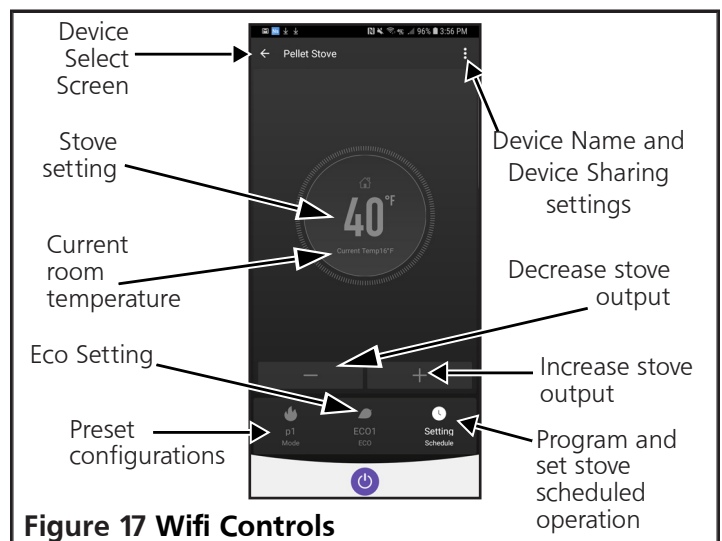 Device
Select
Screen
Stove
setting
Current
room
temperature
Eco Setting
Preset
configurations
96% 3:56 PM
Pellet Stove
40°F
Current Temp16°F
−
+
p1
Mode
ECO1
ECO
Setting
Schedule
Device Name and
Device Sharing
settings
Decrease stove
output
Increase stove
output
Program and
set stove
scheduled
operation
Figure 17 Wifi Controls